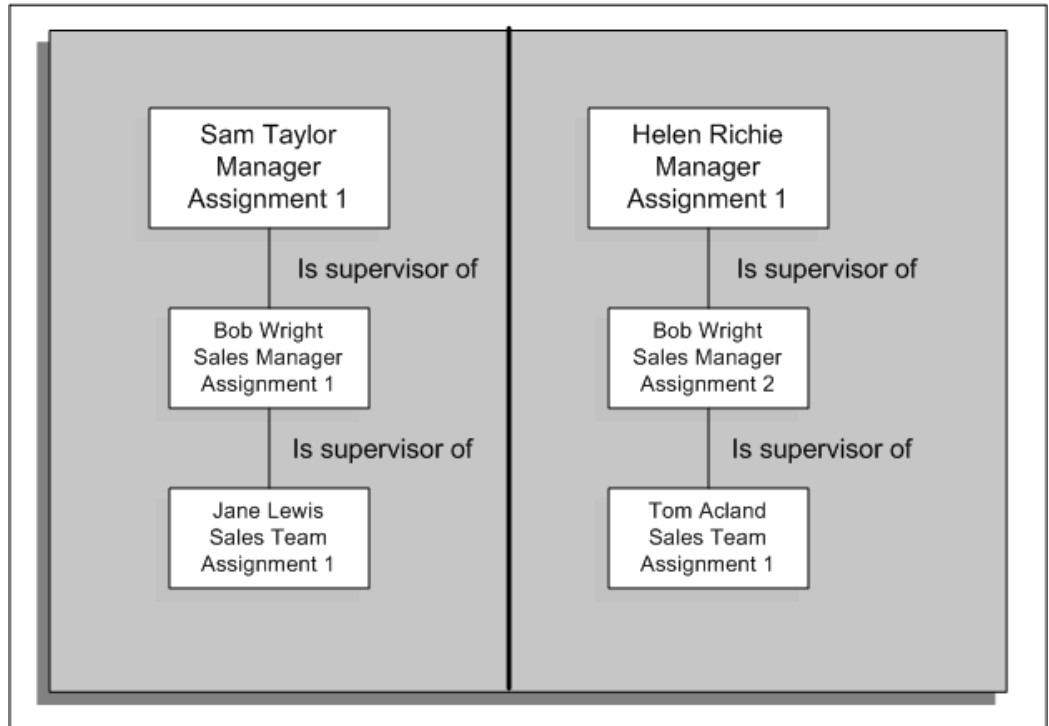 Sam Taylor
Manager
Assignment 1
Is supervisor of
Bob Wright
Sales Manager
Assignment 1
Is supervisor of
Jane Lewis
Sales Team
Assignment 1
Helen Richie
Manager
Assignment 1
Is supervisor of
Bob Wright
Sales Manager
Assignment 2
Is supervisor of
Tom Acland
Sales Team
Assignment 1